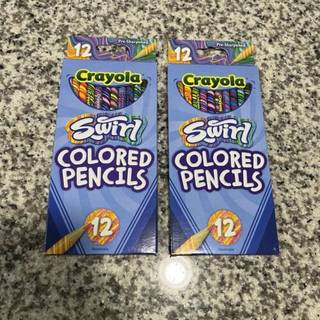 12 Pre-Sharpened
Crayola
Swirl
COLORED
PENCILS
12
12 Pre-Sharpened
Crayola
Swirl
COLORED
PENCILS
12